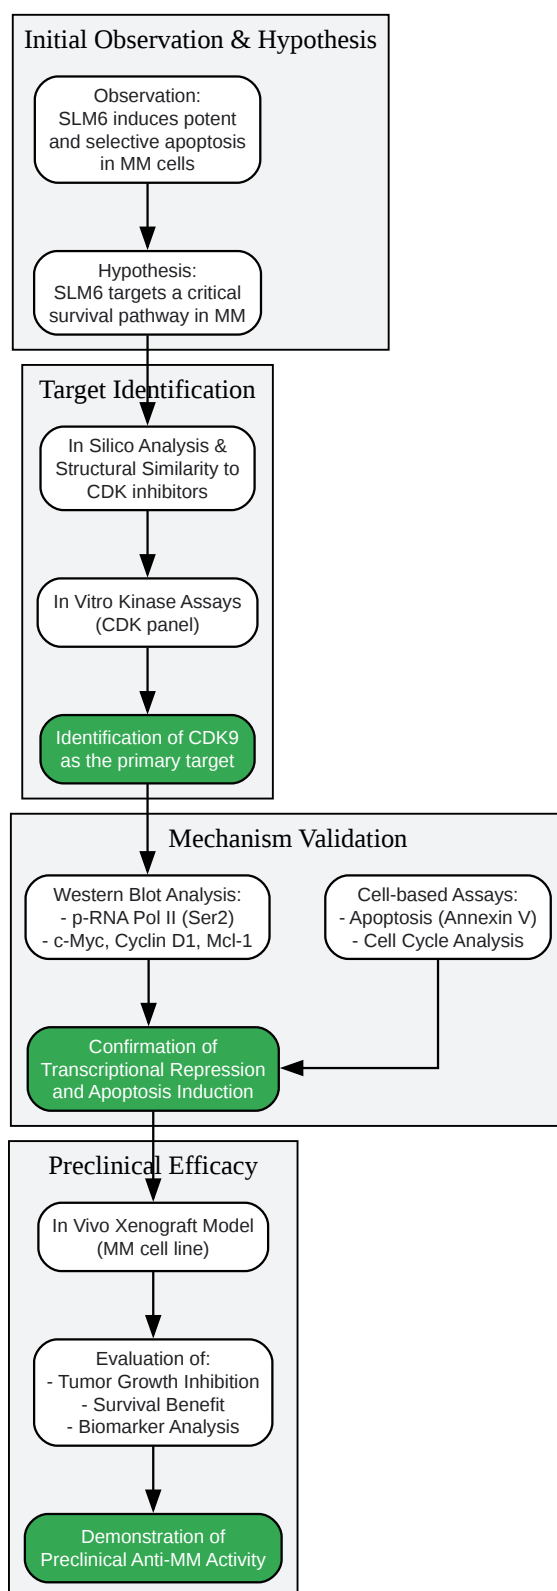 Initial Observation & Hypothesis
Observation:
SLM6 induces potent
and selective apoptosis
in MM cells
Hypothesis:
SLM6 targets a critical
survival pathway in MM
Target Identification
In Silico Analysis &
Structural Similarity to
CDK inhibitors
In Vitro Kinase Assays
(CDK panel)
Identification of CDK9
as the primary target
Mechanism Validation
Western Blot Analysis:
- p-RNA Pol II (Ser2)
- c-Myc, Cyclin D1, Mcl-1
Cell-based Assays:
- Apoptosis (Annexin V)
- Cell Cycle Analysis
Confirmation of
Transcriptional Repression
and Apoptosis Induction
Preclinical Efficacy
In Vivo Xenograft Model
(MM cell line)
Evaluation of:
- Tumor Growth Inhibition
- Survival Benefit
- Biomarker Analysis
Demonstration of
Preclinical Anti-MM Activity